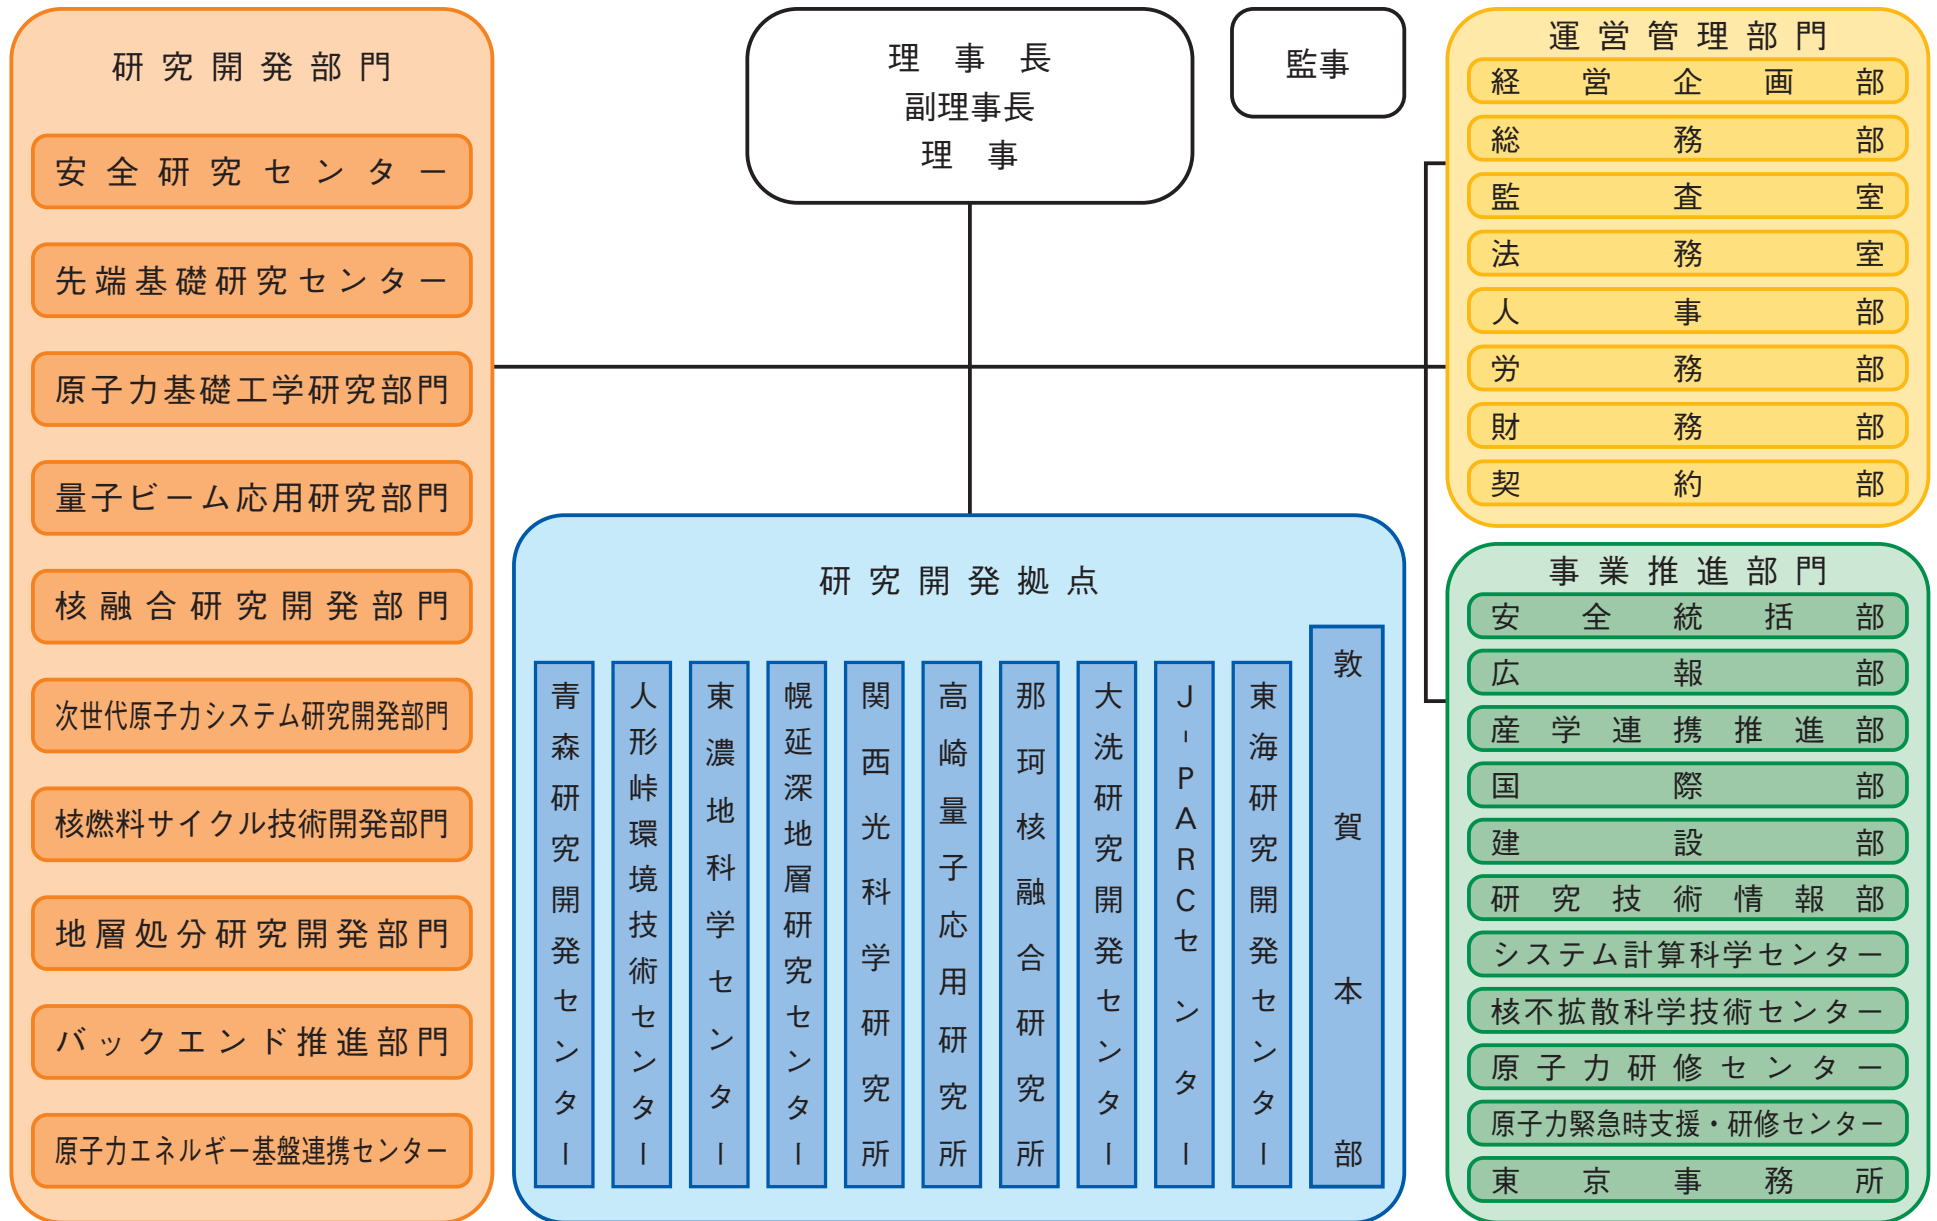 研究開発部門
安全研究センター
先端基礎研究センター
原子力基礎工学研究部門
量子ビーム応用研究部門
核融合研究開発部門
次世代原子力システム研究開発部門
核燃料サイクル技術開発部門
地層処分研究開発部門
バックエンド推進部門
原子力エネルギー基盤連携センター
理事長
副理事長
理事
監事
研究開発拠点
敦賀本部
東海研究開発センター
J-PARCセンター
大洗研究開発センター
那珂核融合研究所
高崎量子応用研究所
関西光科学研究所
幌延深地層研究センター
東濃地科学センター
人形峠環境技術センター
青森研究開発センター
運営管理部門
経営企画部
総務部
監査室
法務室
人事部
労務部
財務部
契約部
事業推進部門
安全統括部
広報部
産学連携推進部
国際部
建設部
研究技術情報部
システム計算科学センター
核不拡散科学技術センター
原子力研修センター
原子力緊急時支援・研修センター
東京事務所